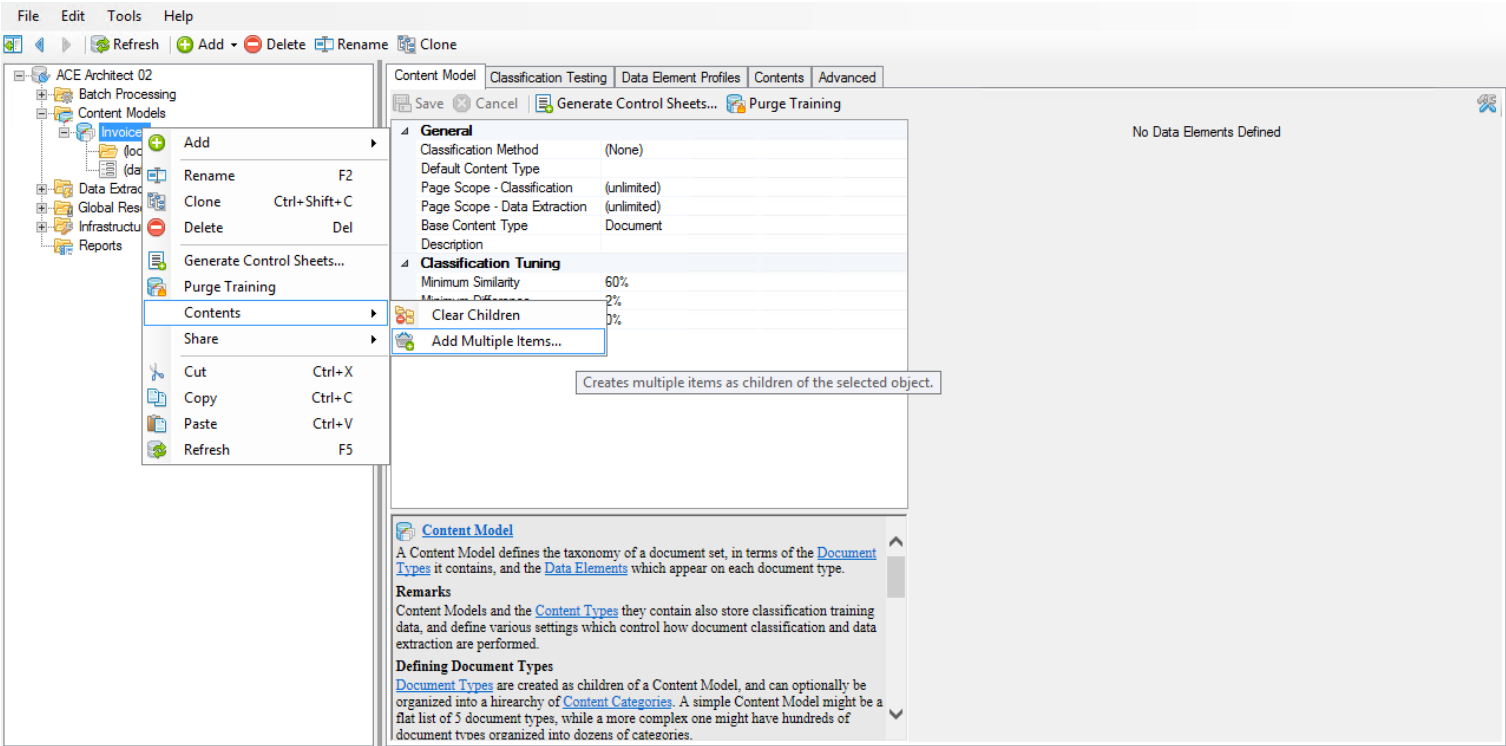 File Edit Tools Help
Refresh Add Delete Rename Clone
ACE Architect 02
Batch Processing
Content Models
Invoice
(loc
(da
Data Extrac
Global Res
Infrastructu
Reports
Add
Rename F2
Clone Ctrl+Shift+C
Delete Del
Generate Control Sheets...
Purge Training
Contents
Share
Cut Ctrl+X
Copy Ctrl+C
Paste Ctrl+V
Refresh F5
Clear Children
Add Multiple Items...
Creates multiple items as children of the selected object.
Content Model Classification Testing Data Element Profiles Contents Advanced
Save Cancel Generate Control Sheets... Purge Training
General
Classification Method (None)
Default Content Type
Page Scope - Classification (unlimited)
Page Scope - Data Extraction (unlimited)
Base Content Type Document
Description
Classification Tuning
Minimum Similarity 60%
Minimum Difference 2%
0%
No Data Elements Defined
Content Model
A Content Model defines the taxonomy of a document set, in terms of the Document
Types it contains, and the Data Elements which appear on each document type.
Remarks
Content Models and the Content Types they contain also store classification training
data, and define various settings which control how document classification and data
extraction are performed.
Defining Document Types
Document Types are created as children of a Content Model, and can optionally be
organized into a hirearchy of Content Categories. A simple Content Model might be a
flat list of 5 document types, while a more complex one might have hundreds of
document types organized into dozens of categories.